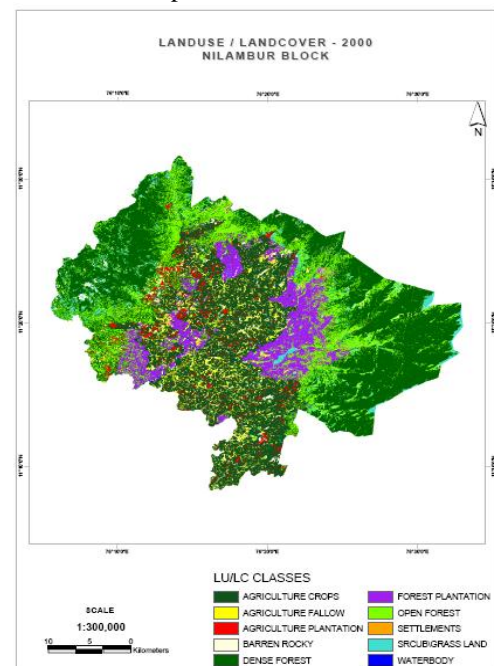 LANDUSE / LANDCOVER - 2000
NILAMBUR BLOCK
N
LU/LC CLASSES
AGRICULTURE CROPS
AGRICULTURE FALLOW
AGRICULTURE PLANTATION
BARREN ROCKY
DENSE FOREST
FOREST PLANTATION
OPEN FOREST
SETTLEMENTS
SRCUB\GRASS LAND
WATERBODY
SCALE
1:300,000
10 5 0
Kilometers